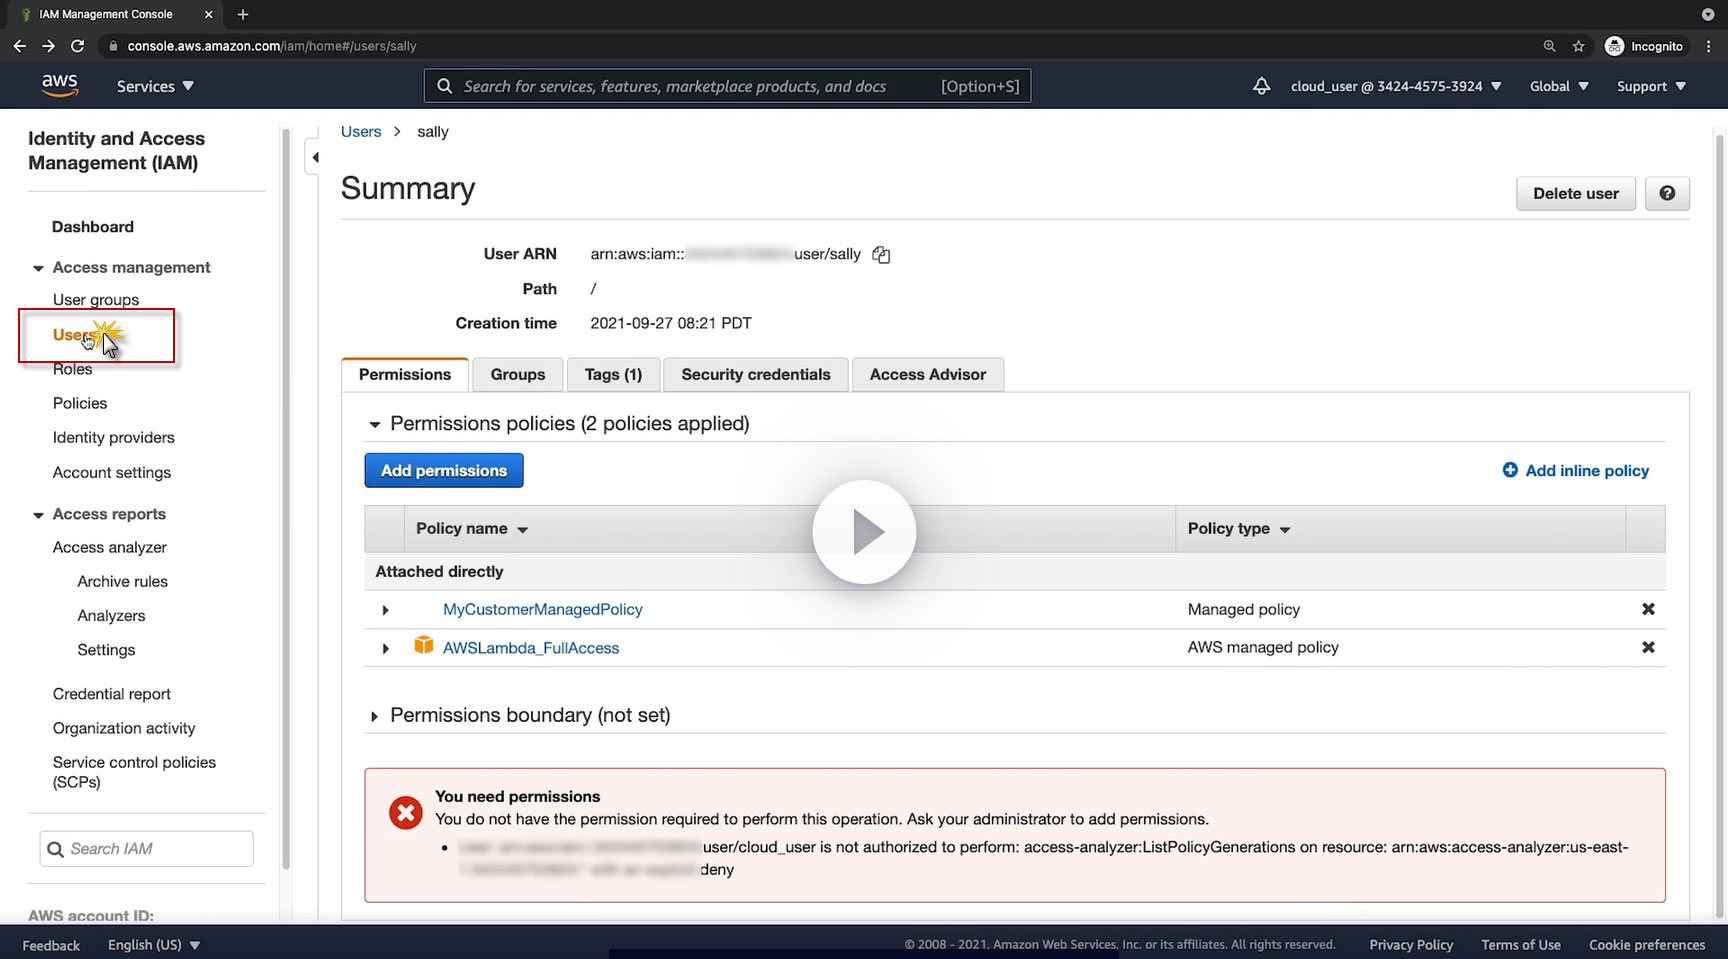 IAM Management Console
console.aws.amazon.com/iam/home#/users/sally
Incognito
aws
Services
Search for services, features, marketplace products, and docs [Option+S]
cloud_user @ 3424-4575-3924
Global
Support
Identity and Access
Management (IAM)
Dashboard
Access management
User groups
Users
Roles
Policies
Identity providers
Account settings
Access reports
Access analyzer
Archive rules
Analyzers
Settings
Credential report
Organization activity
Service control policies
(SCPs)
Search IAM
AWS account ID:
Users > sally
Summary
Delete user
User ARN arn:aws:iam:: user/sally
Path /
Creation time 2021-09-27 08:21 PDT
Permissions Groups Tags (1) Security credentials Access Advisor
Permissions policies (2 policies applied)
Add permissions
Add inline policy
Policy name Policy type
Attached directly
MyCustomerManagedPolicy Managed policy
AWSLambda_FullAccess AWS managed policy
Permissions boundary (not set)
You need permissions
You do not have the permission required to perform this operation. Ask your administrator to add permissions.
user/cloud_user is not authorized to perform: access-analyzer:ListPolicyGenerations on resource: arn:aws:access-analyzer:us-east-
deny
Feedback English (US)
© 2008 - 2021, Amazon Web Services, Inc. or its affiliates. All rights reserved. Privacy Policy Terms of Use Cookie preferences